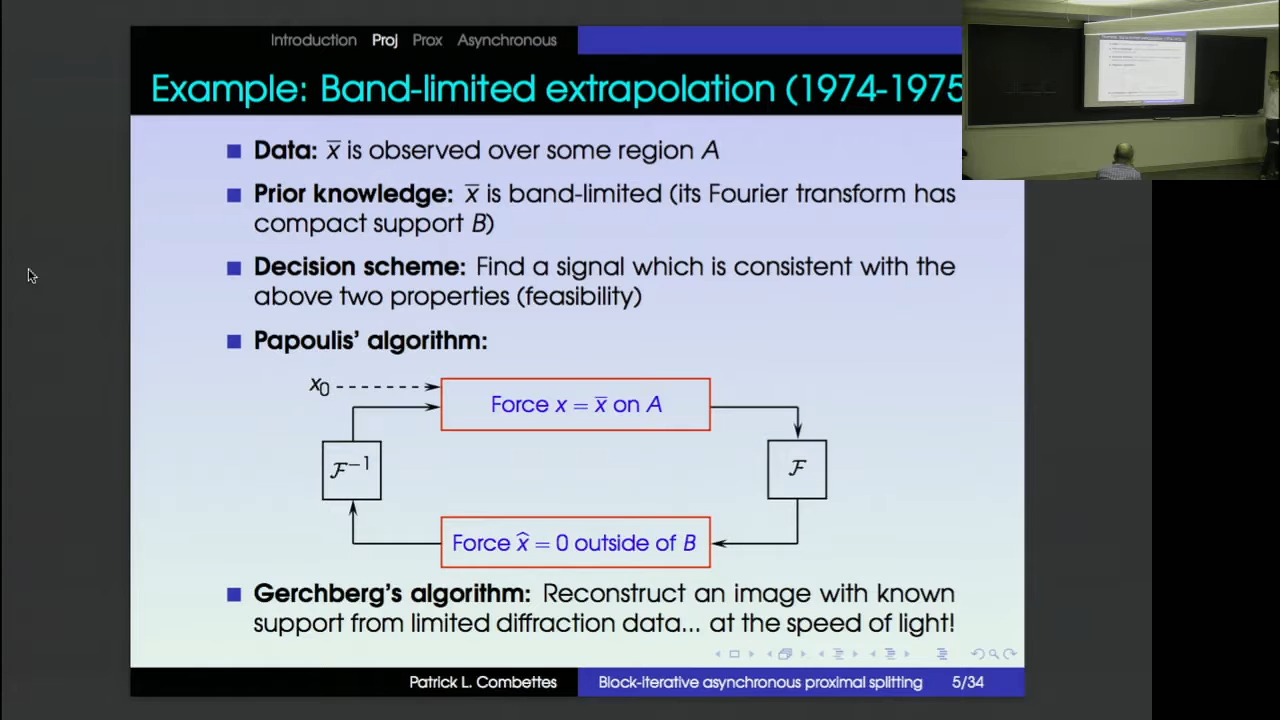 Introduction Proj Prox Asynchronous
Example: Band-limited extrapolation (1974-1975
■ Data: x̅ is observed over some region A
■ Prior knowledge: x̅ is band-limited (its Fourier transform has
compact support B)
■ Decision scheme: Find a signal which is consistent with the
above two properties (feasibility)
■ Papoulis’ algorithm:
x₀
Force x = x̅ on A
ℱ⁻¹
ℱ
Force x̂ = 0 outside of B
■ Gerchberg’s algorithm: Reconstruct an image with known
support from limited diffraction data... at the speed of light!
Patrick L. Combettes Block-iterative asynchronous proximal splitting 5/34